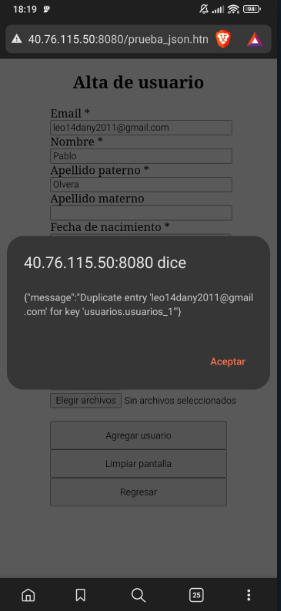 18:19
40.76.115.50:8080/prueba_json.htn
Alta de usuario
Email *
leo14dany2011@gmail.com
Nombre *
Pablo
Apellido paterno *
Olvera
Apellido materno
Fecha de nacimiento *
40.76.115.50:8080 dice
{"message":"Duplicate entry 'leo14dany2011@gmail
.com' for key 'usuarios.usuarios_1'"}
Aceptar
Elegir archivos Sin archivos seleccionados
Agregar usuario
Limpiar pantalla
Regresar
25